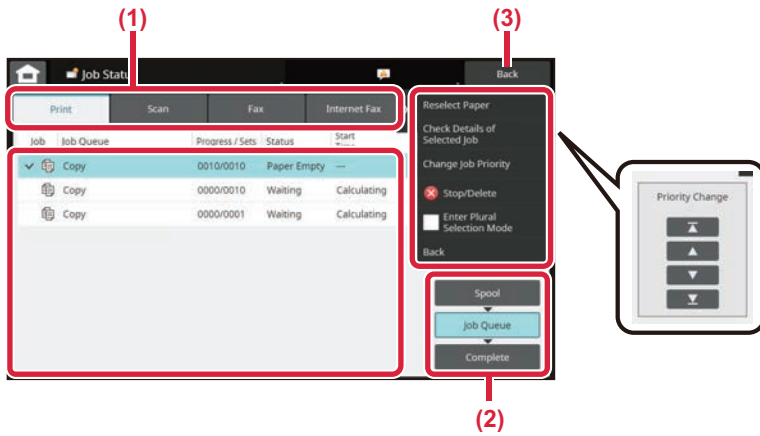 (1)
(3)
Job Statu
Back
Print
Scan
Fax
Internet Fax
Job
Job Queue
Progress / Sets
Status
Start
Copy
0010/0010
Paper Empty
---
Copy
0000/0010
Waiting
Calculating
Copy
0000/0001
Waiting
Calculating
Reselect Paper
Check Details of
Selected Job
Change Job Priority
Stop/Delete
Enter Plural
Selection Mode
Back
Spool
Job Queue
Complete
(2)
Priority Change